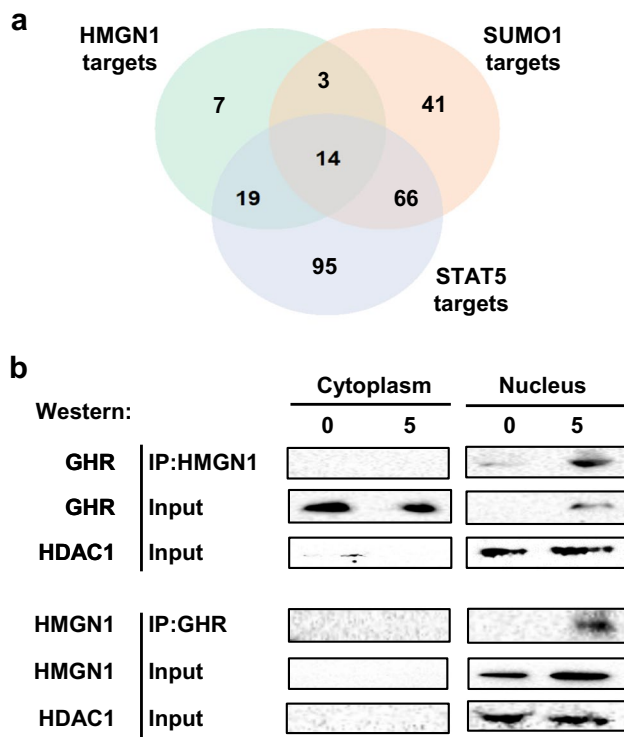 a
HMGN1 targets
SUMO1 targets
3
7
41
14
19
66
95
STAT5 targets
b
Cytoplasm Nucleus
Western: 0 5 0 5
GHR IP:HMGN1
GHR Input
HDAC1 Input
HMGN1 IP:GHR
HMGN1 Input
HDAC1 Input